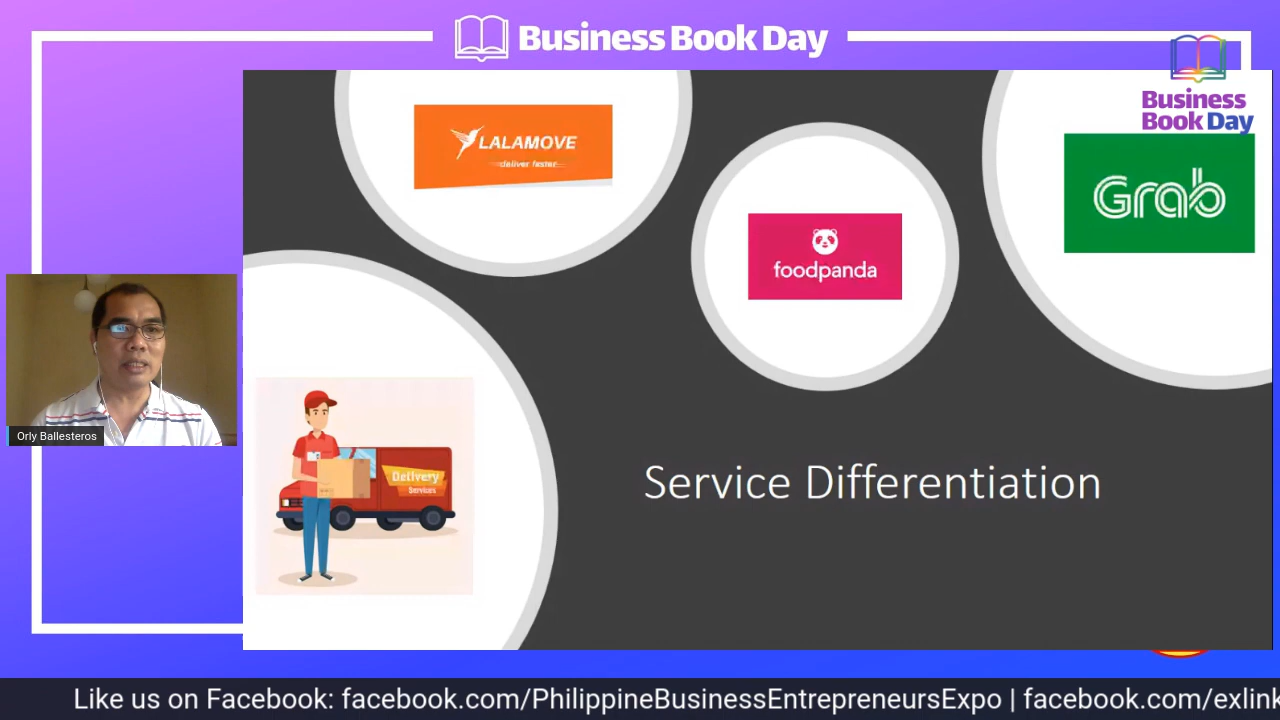 Business Book Day
Business
Book Day
LALAMOVE
deliver faster
foodpanda
Grab
Delivery
Services
Orly Ballesteros
Service Differentiation
Like us on Facebook: facebook.com/PhilippineBusinessEntrepreneursExpo | facebook.com/exlink